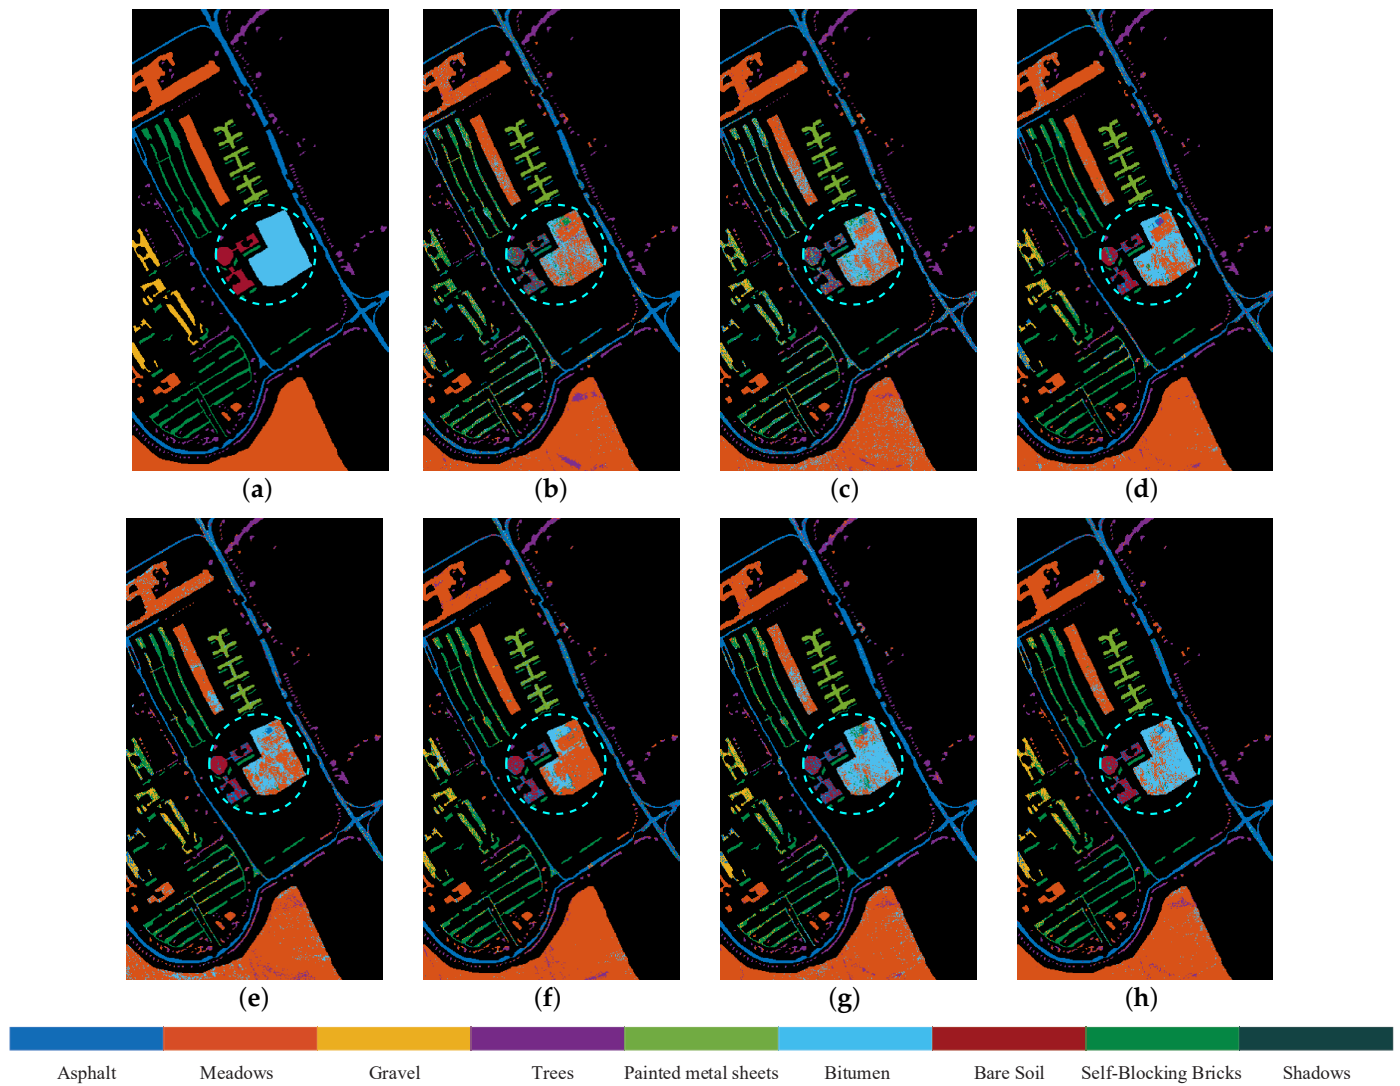 (a) (b) (c) (d)
(e) (f) (g) (h)
Asphalt Meadows Gravel Trees Painted metal sheets Bitumen Bare Soil Self-Blocking Bricks Shadows